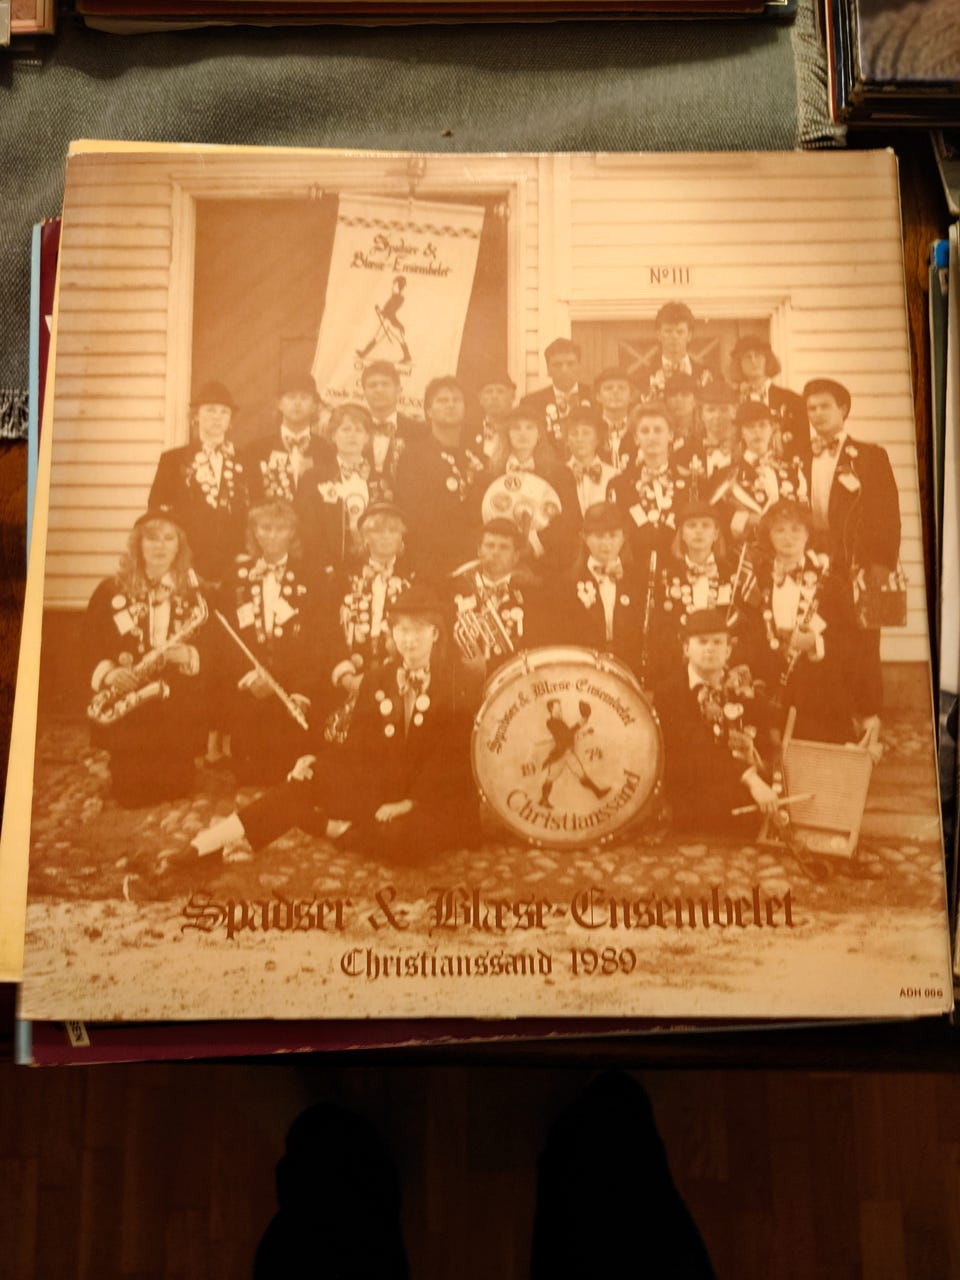 Spadser &
Blæse-Ensembelet
Nº 111
Spadser & Blæse-Ensembelet
19 74
Christianssand
Spadser & Blæse-Ensembelet
Christianssand 1989
ADH 006